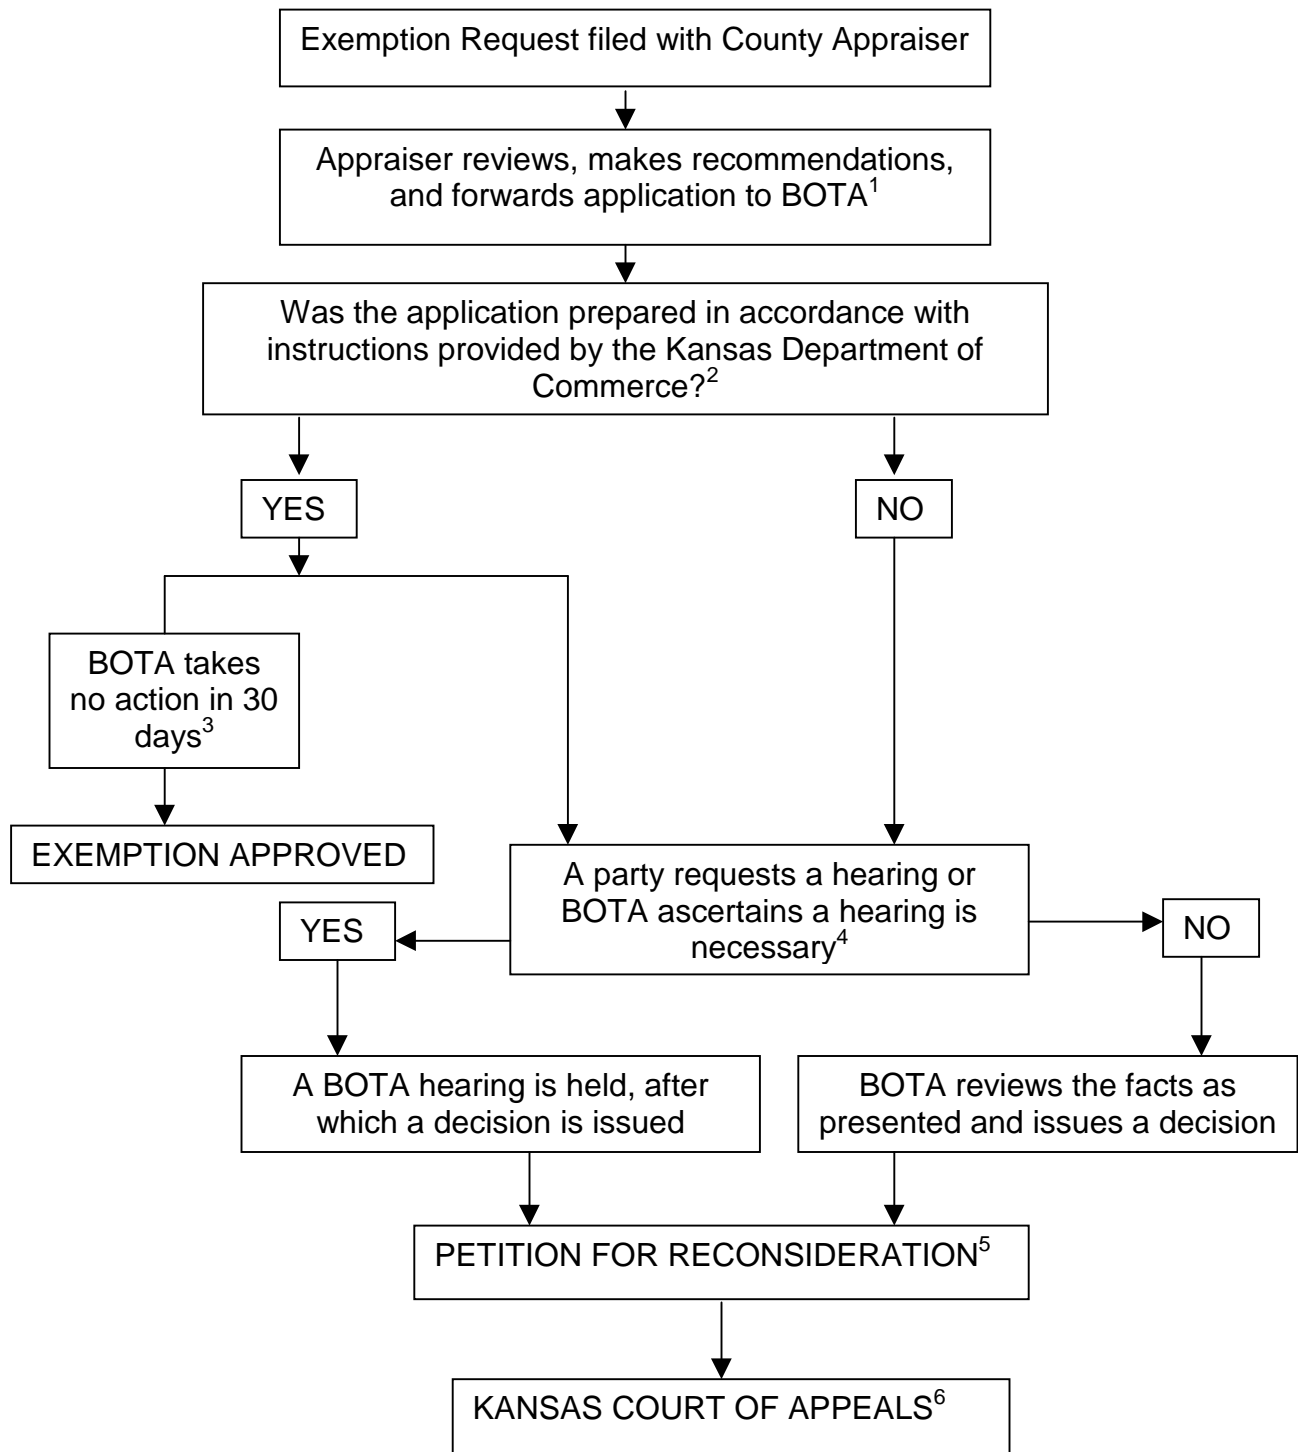 Exemption Request filed with County Appraiser
Appraiser reviews, makes recommendations,
and forwards application to BOTA¹
Was the application prepared in accordance with
instructions provided by the Kansas Department of
Commerce?²
YES
NO
BOTA takes
no action in 30
days³
EXEMPTION APPROVED
A party requests a hearing or
BOTA ascertains a hearing is
necessary⁴
YES
NO
A BOTA hearing is held, after
which a decision is issued
BOTA reviews the facts as
presented and issues a decision
PETITION FOR RECONSIDERATION⁵
KANSAS COURT OF APPEALS⁶